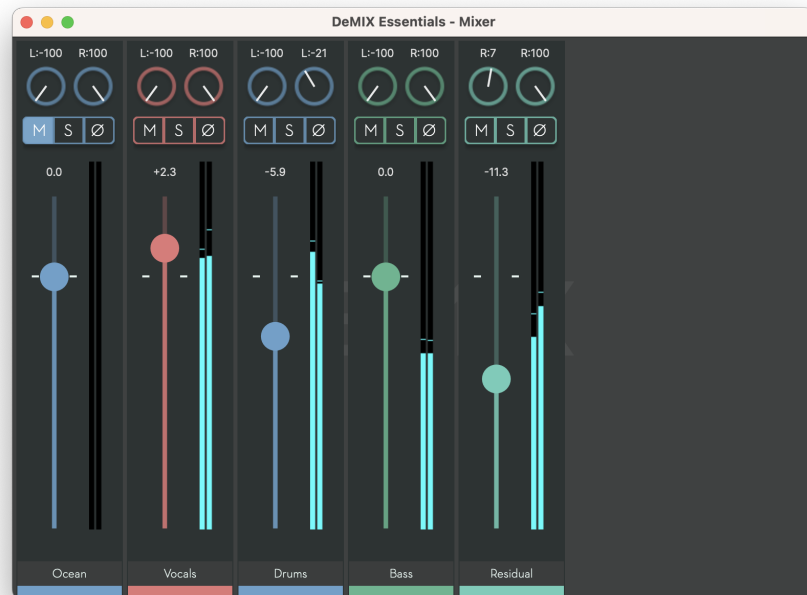 DeMIX Essentials - Mixer
L:-100 R:100 L:-100 R:100 L:-100 L:-21 L:-100 R:100 R:7 R:100
M S Ø M S Ø M S Ø M S Ø M S Ø
0.0 +2.3 -5.9 0.0 -11.3
Ocean Vocals Drums Bass Residual